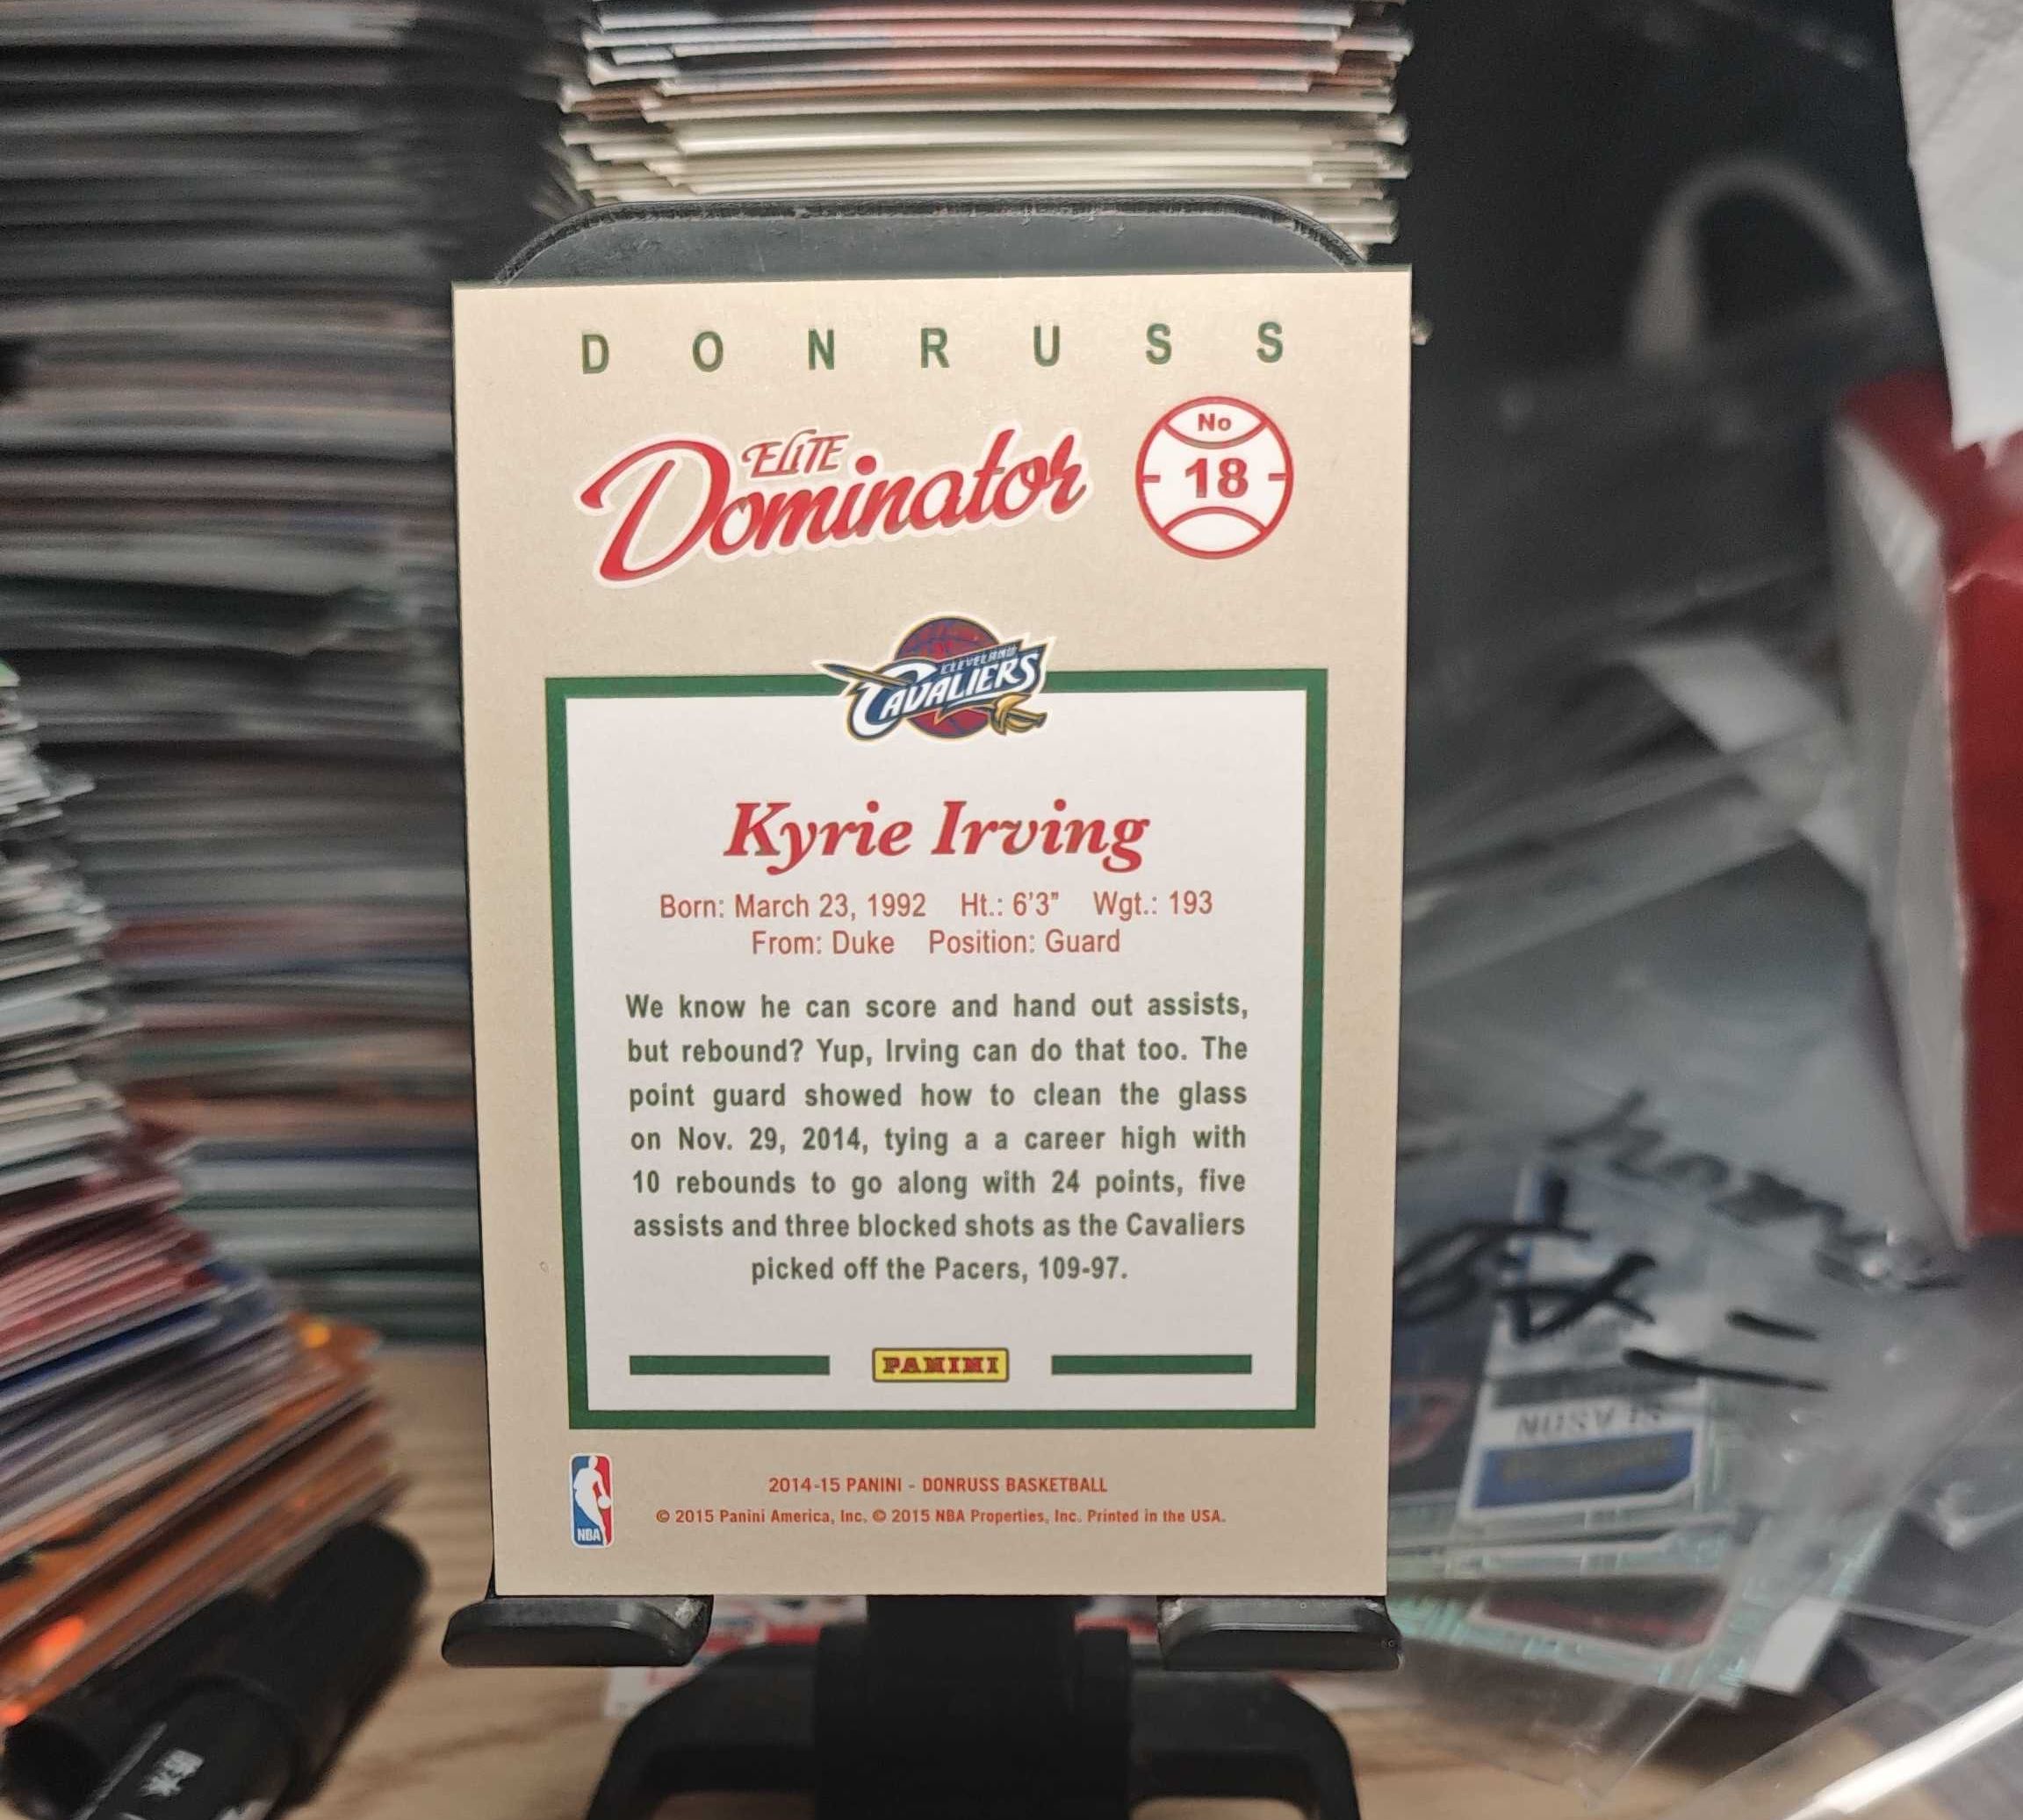 DONRUSS
ELITE
Dominator
No
18
CLEVELAND
CAVALIERS
Kyrie Irving
Born: March 23, 1992 Ht.: 6'3" Wgt.: 193
From: Duke Position: Guard
We know he can score and hand out assists,
but rebound? Yup, Irving can do that too. The
point guard showed how to clean the glass
on Nov. 29, 2014, tying a a career high with
10 rebounds to go along with 24 points, five
assists and three blocked shots as the Cavaliers
picked off the Pacers, 109-97.
PANINI
NBA
2014-15 PANINI - DONRUSS BASKETBALL
© 2015 Panini America, Inc. © 2015 NBA Properties, Inc. Printed in the USA.